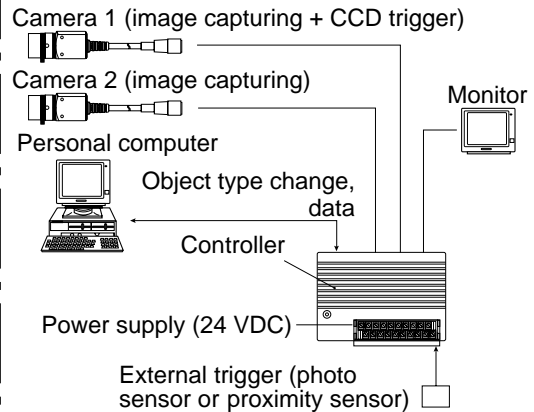 Camera 1 (image capturing + CCD trigger)
Camera 2 (image capturing)
Monitor
Personal computer
Object type change,
data
Controller
Power supply (24 VDC)
External trigger (photo
sensor or proximity sensor)